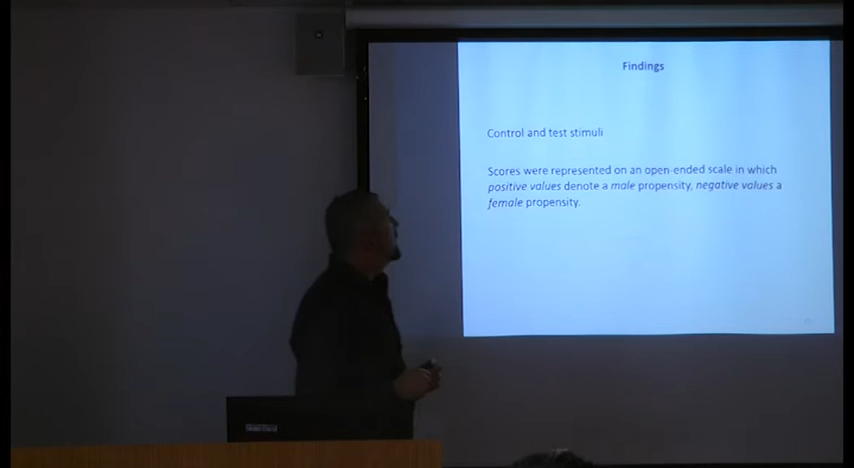 Findings
Control and test stimuli
Scores were represented on an open-ended scale in which
positive values denote a male propensity, negative values a
female propensity.